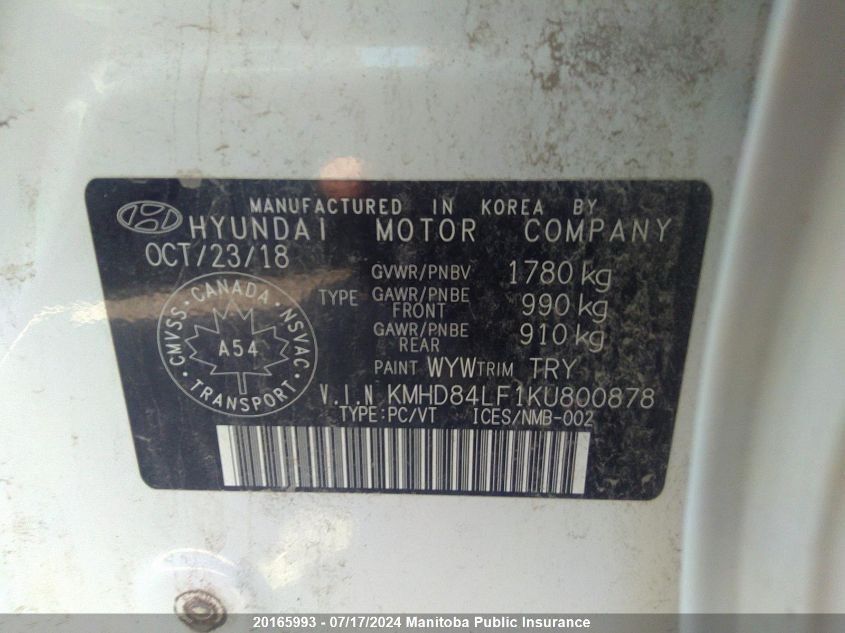 MANUFACTURED IN KOREA BY
HYUNDAI MOTOR COMPANY
OCT/23/18
GVWR/PNBV 1780 kg
TYPE
GAWR/PNBE
FRONT
990 kg
GAWR/PNBE
REAR
910 kg
CANADA
CMVSS
NSVAC
A54
TRANSPORT
PAINT WYW TRIM TRY
V.I.N KMHD84LF1KU800878
TYPE:PC/VT ICES/NMB-002
20165993 - 07/17/2024 Manitoba Public Insurance